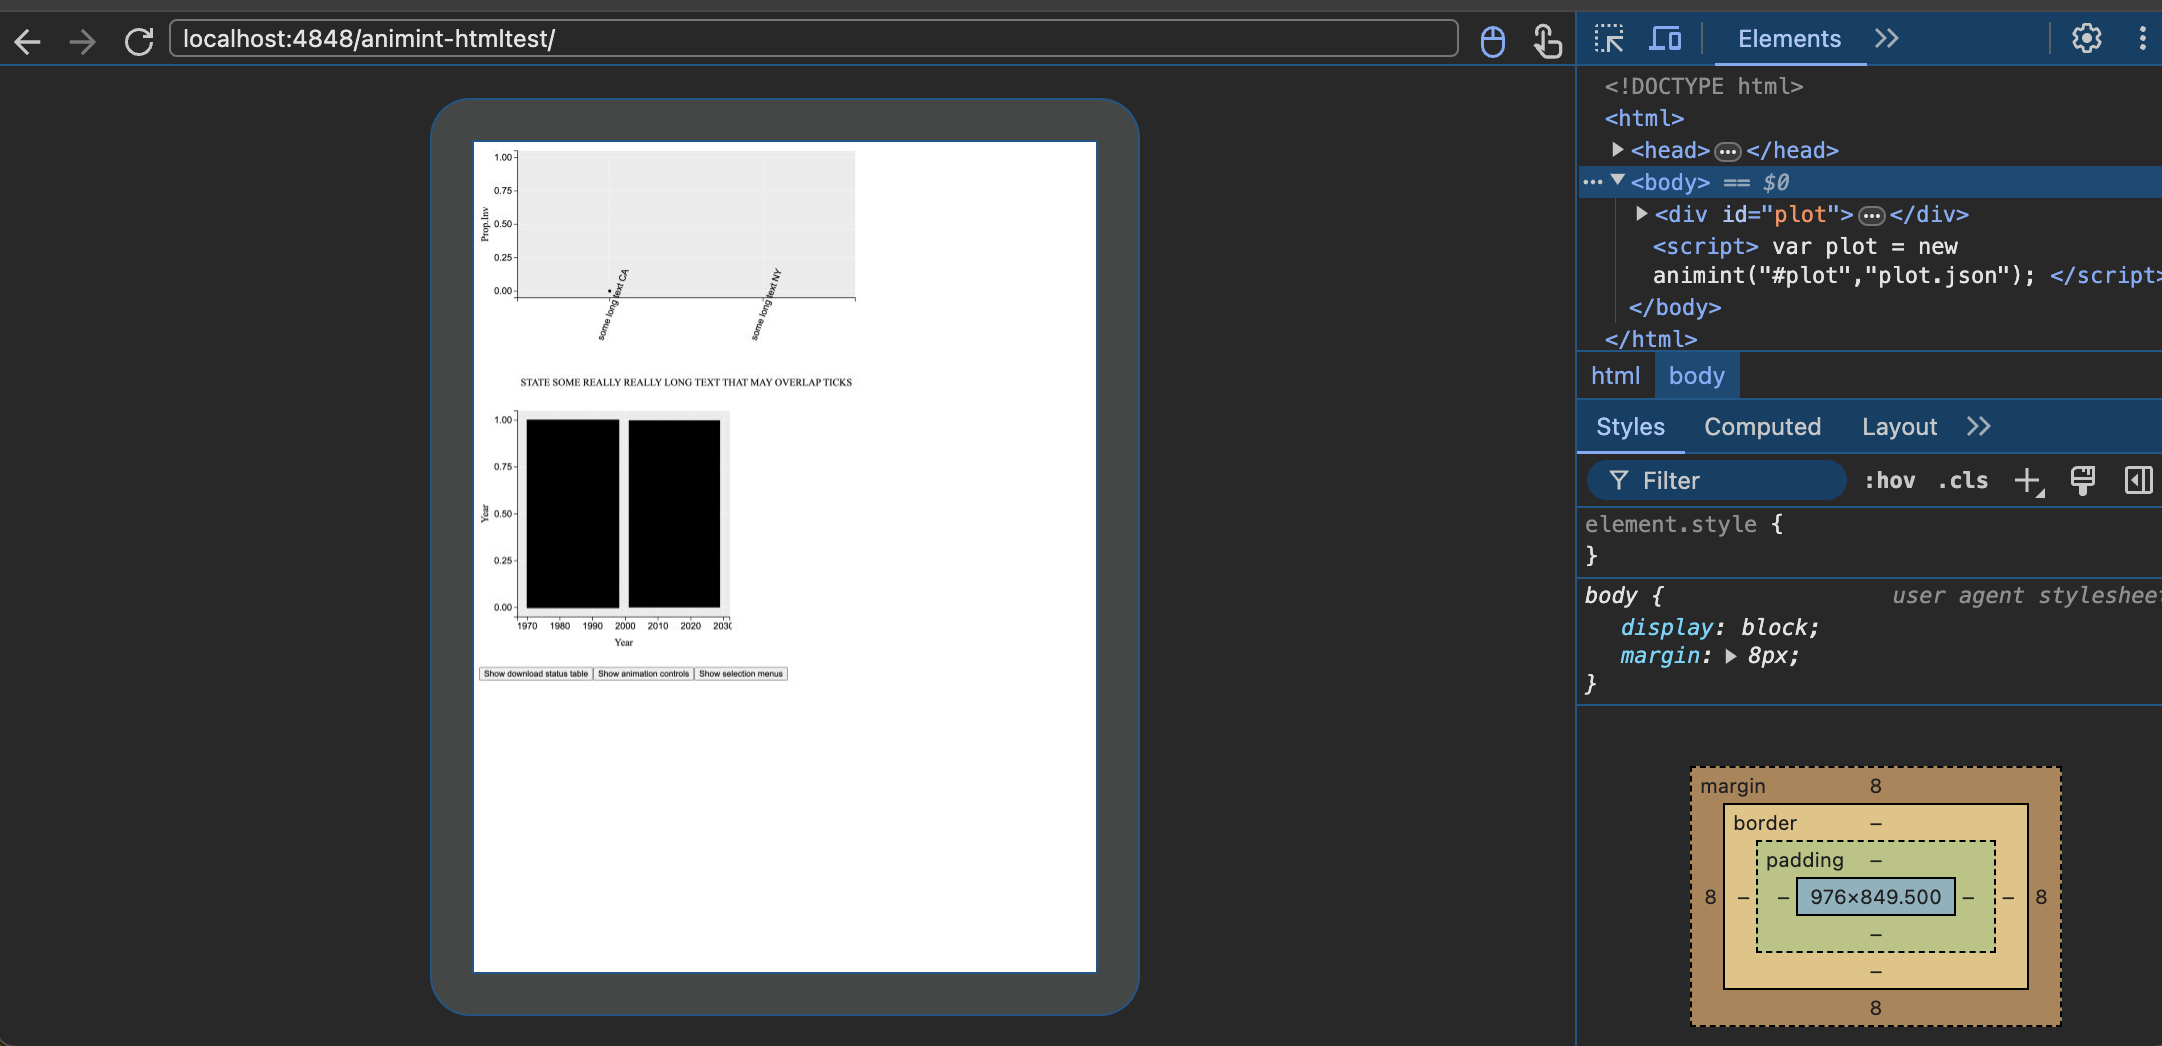 localhost:4848/animint-htmltest/
1.00
0.75
0.50
0.25
0.00
Prop.Inv
some long text CA
some long text NY
STATE SOME REALLY REALLY LONG TEXT THAT MAY OVERLAP TICKS
1.00
0.75
0.50
0.25
0.00
Year
1970 1980 1990 2000 2010 2020 2030
Year
Show download status table Show animation controls Show selection menus
Elements
<!DOCTYPE html>
<html>
<head> ··· </head>
··· <body> == $0
<div id="plot"> ··· </div>
<script> var plot = new
animint("#plot","plot.json"); </script>
</body>
</html>
html body
Styles Computed Layout
Filter :hov .cls
element.style {
}
body { user agent stylesheet
display: block;
margin: 8px;
}
margin 8
border –
padding –
8 – – 976×849.500 – – 8
–
–
8